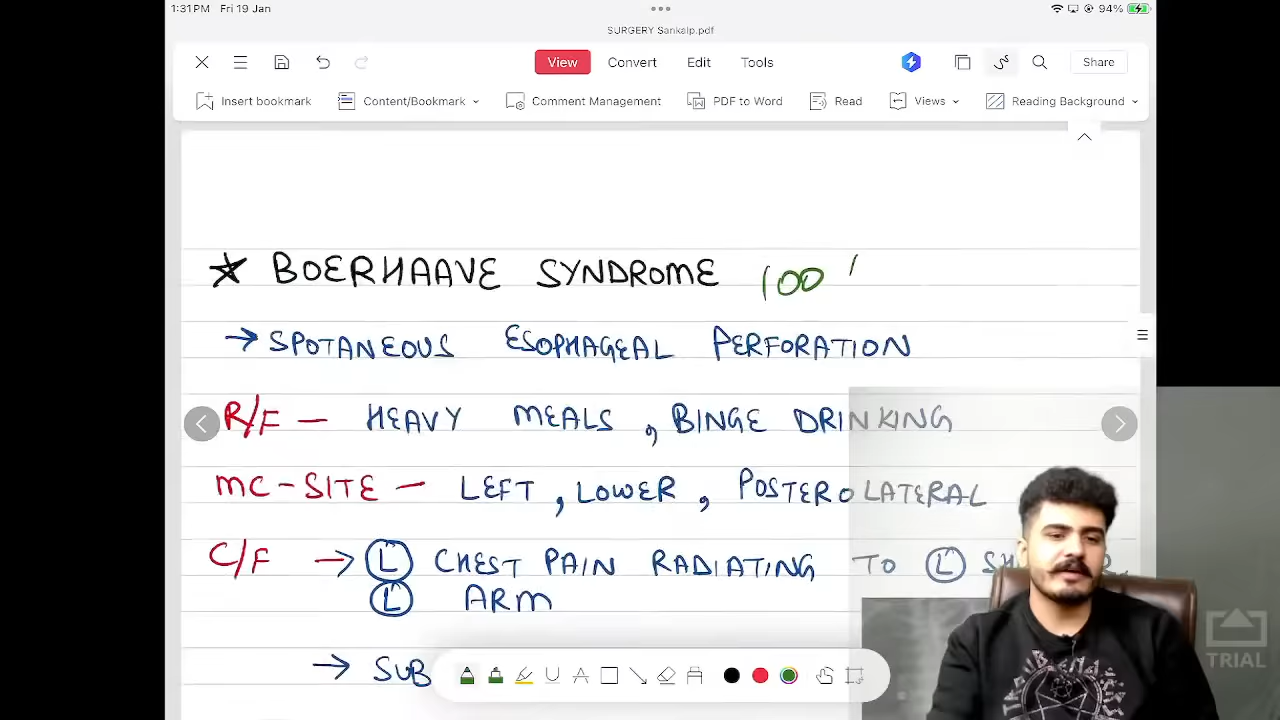 1:31PM Fri 19 Jan
94%
SURGERY Sankalp.pdf
View Convert Edit Tools
Share
Insert bookmark Content/Bookmark Comment Management PDF to Word Read Views Reading Background
BOERHAAVE SYNDROME 100
→ SPOTANEOUS ESOPHAGEAL PERFORATION
R/F - HEAVY MEALS, BINGE DRINKING
MC-SITE - LEFT, LOWER, POSTEROLATERAL
C/F → (L) CHEST PAIN RADIATING TO (L)
(L) ARM
→ SUB
TRIAL